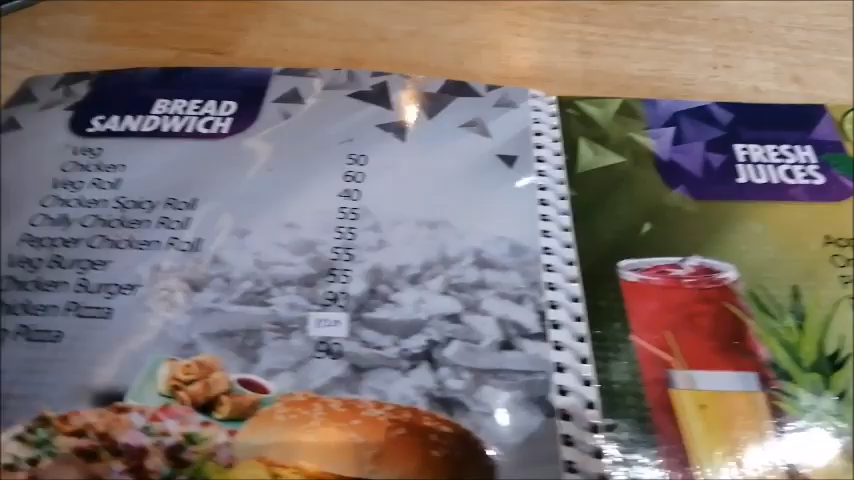 BREAD
SANDWICH
Veg 50
Chicken 60
Veg Roll 40
Chicken Spicy Roll 55
Chilly Chicken Roll 55
Pepper Chicken Roll 55
Veg Burger 55
Chicken Burger 90
hicken Pizza
Pizza 90
FRESH
JUICES